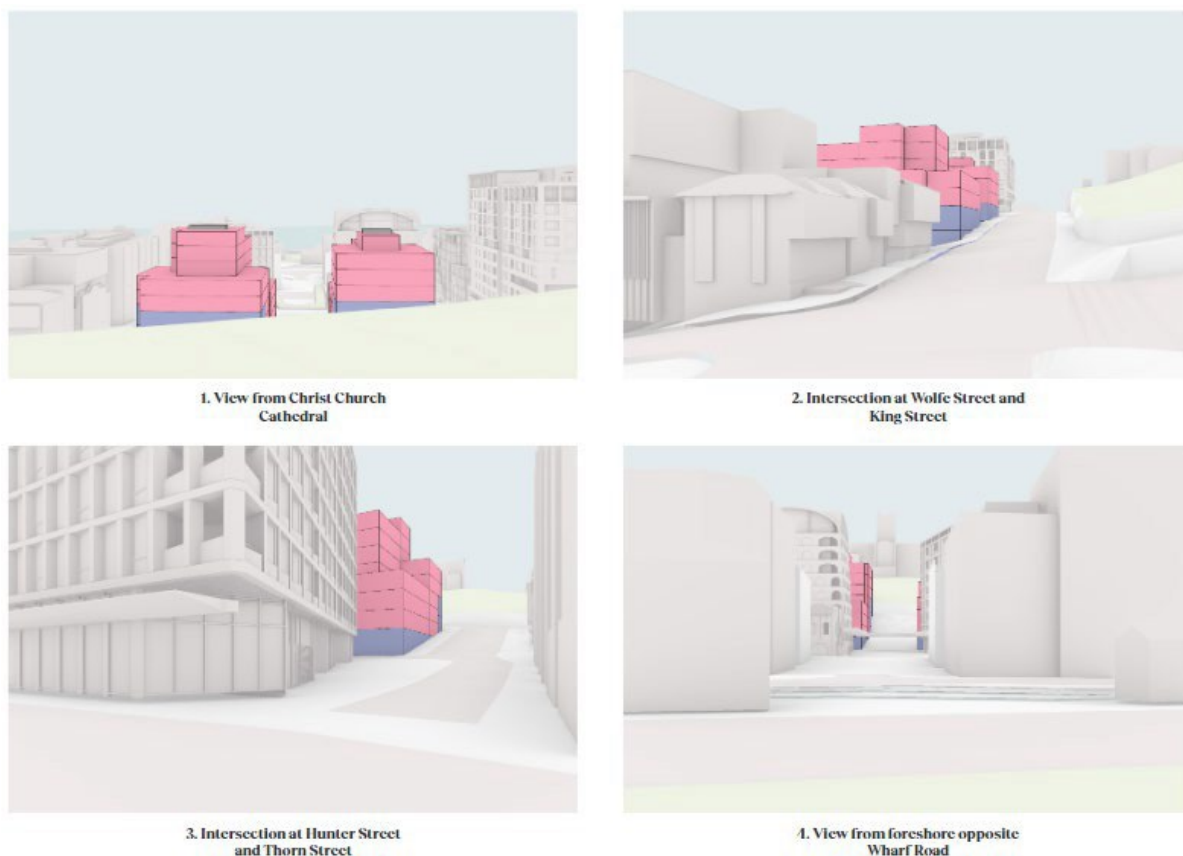 1. View from Christ Church
Cathedral
2. Intersection at Wolfe Street and
King Street
3. Intersection at Hunter Street
and Thorn Street
4. View from foreshore opposite
Wharf Road